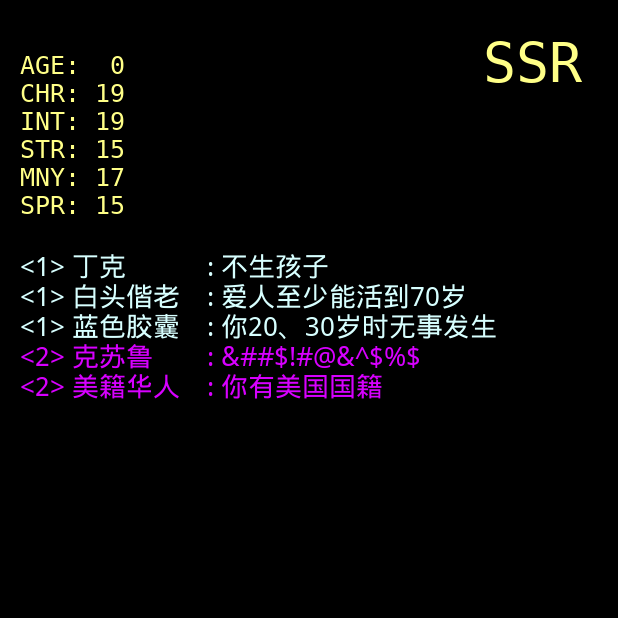 SSR
AGE: 0
CHR: 19
INT: 19
STR: 15
MNY: 17
SPR: 15
<1> 丁克 : 不生孩子
<1> 白头偕老 : 爱人至少能活到70岁
<1> 蓝色胶囊 : 你20、30岁时无事发生
<2> 克苏鲁 : &##$!#@&^$%$
<2> 美籍华人 : 你有美国国籍